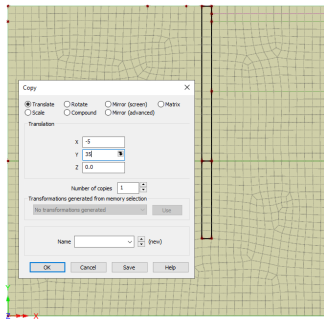 Copy
Translate Rotate Mirror (screen) Matrix
Scale Compound Mirror (advanced)
Translation
X -5
Y 35
Z 0.0
Number of copies 1
Transformations generated from memory selection
No transformations generated Use
Name (new)
OK Cancel Save Help
Y
Z X